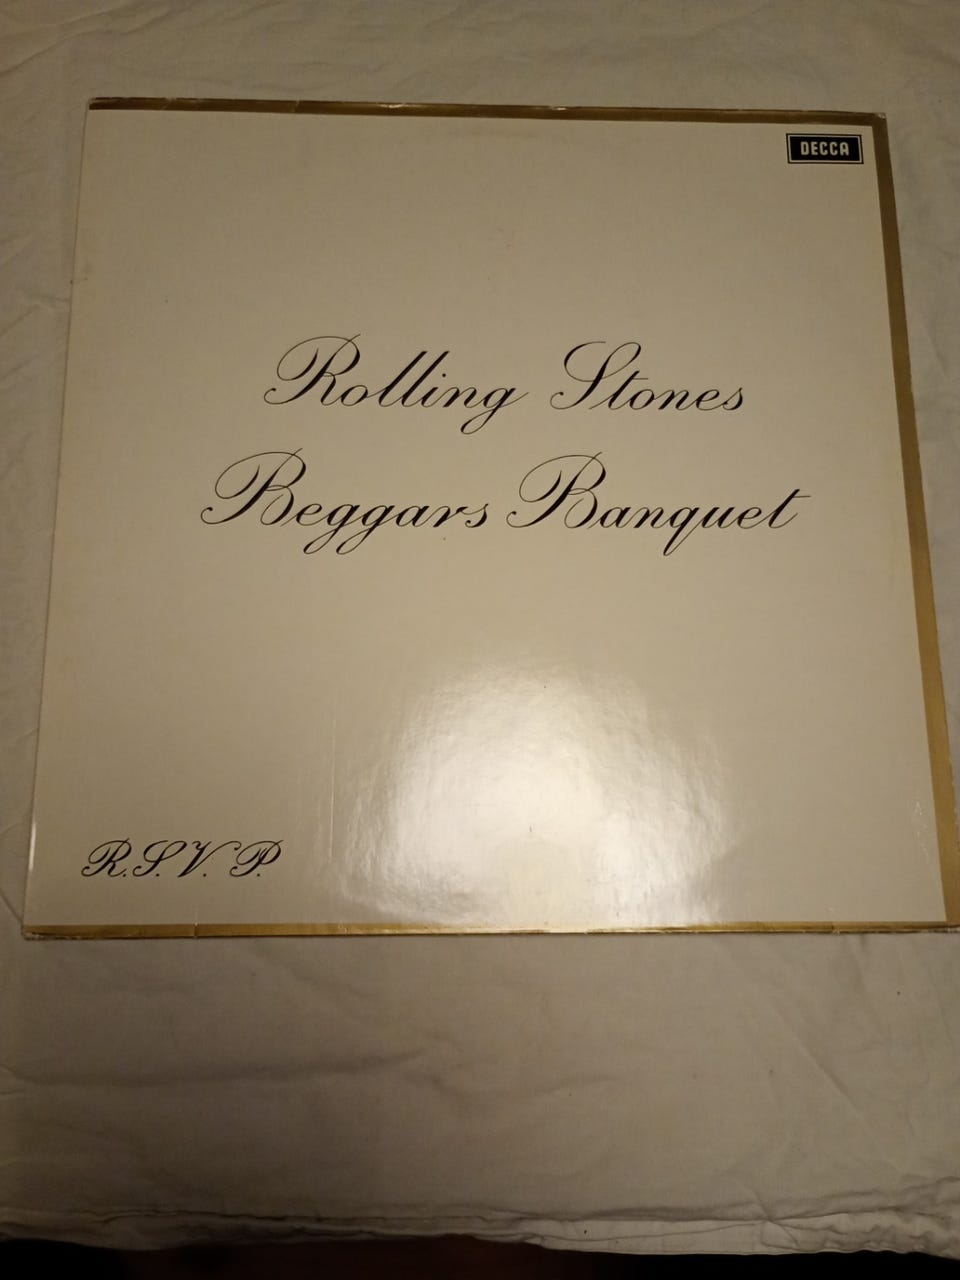 DECCA
Rolling Stones
Beggars Banquet
R.S.V.P.